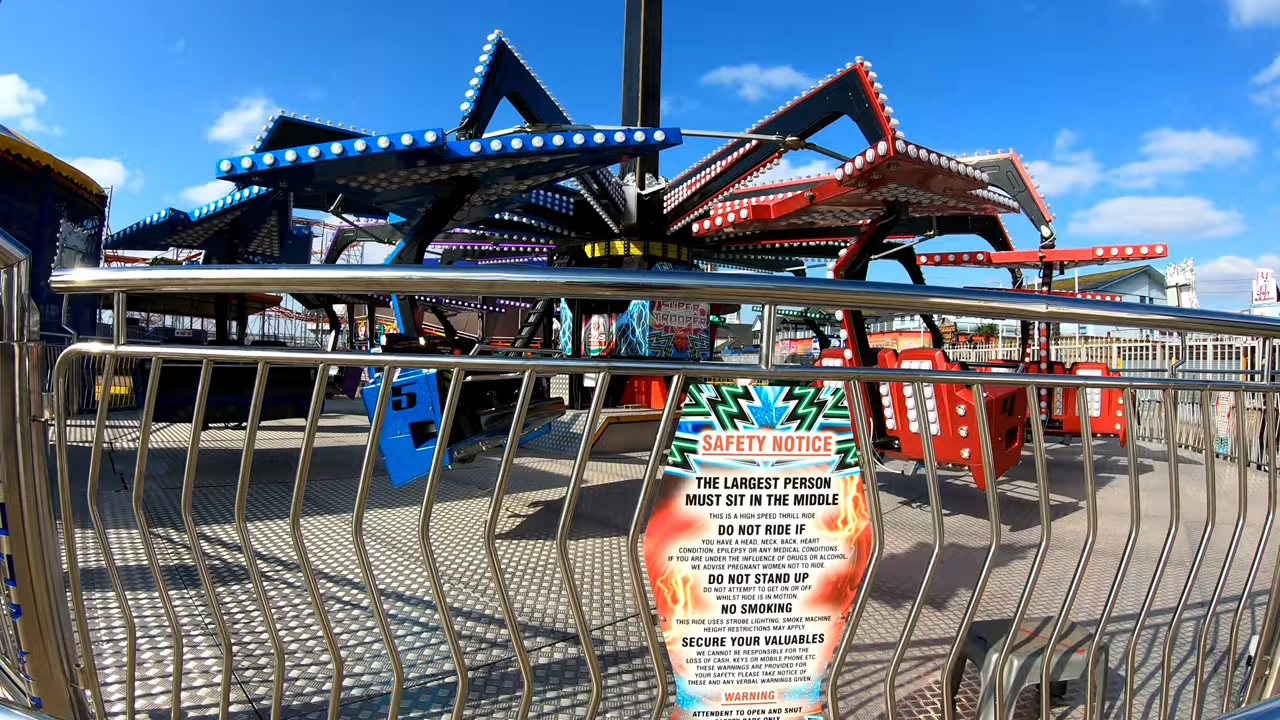 SUPER
TROOPER
5
4
SAFETY NOTICE
THE LARGEST PERSON
MUST SIT IN THE MIDDLE
THIS IS A HIGH SPEED THRILL RIDE
DO NOT RIDE IF
YOU HAVE A HEAD, NECK, BACK, HEART
CONDITION, EPILEPSY OR ANY MEDICAL CONDITIONS.
IF YOU ARE UNDER THE INFLUENCE OF DRUGS OR ALCOHOL.
WE ADVISE PREGNANT WOMEN NOT TO RIDE.
DO NOT STAND UP
DO NOT ATTEMPT TO GET ON OR OFF
WHILST RIDE IS IN MOTION.
NO SMOKING
THIS RIDE USES STROBE LIGHTING, SMOKE MACHINE
HEIGHT RESTRICTIONS MAY APPLY
SECURE YOUR VALUABLES
WE CANNOT BE RESPONSIBLE FOR THE
LOSS OF CASH, KEYS OR MOBILE PHONE ETC
THESE WARNINGS ARE PROVIDED FOR
YOUR SAFETY, PLEASE TAKE NOTICE OF
THESE AND ANY VERBAL WARNINGS GIVEN.
WARNING
ATTENDENT TO OPEN AND SHUT
SAFETY BARS ONLY